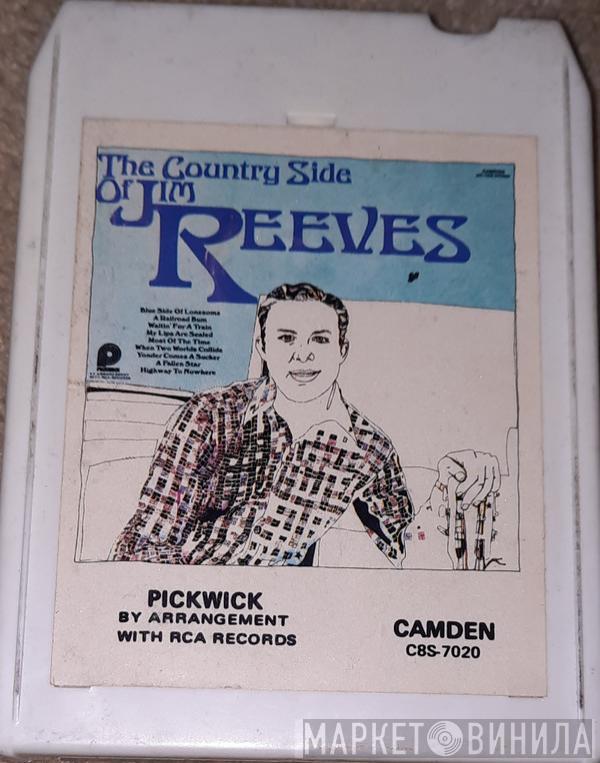 The Country Side
Of Jim
Reeves
Blue Side Of Lonesome
A Railroad Bum
Waitin' For A Train
My Lips Are Sealed
Most Of The Time
When Two Worlds Collide
Yonder Comes A Sucker
A Fallen Star
Highway To Nowhere
P
PICKWICK
BY ARRANGEMENT
WITH RCA RECORDS
CAMDEN
C8S-7020
МАРКЕТ ВИНИЛА